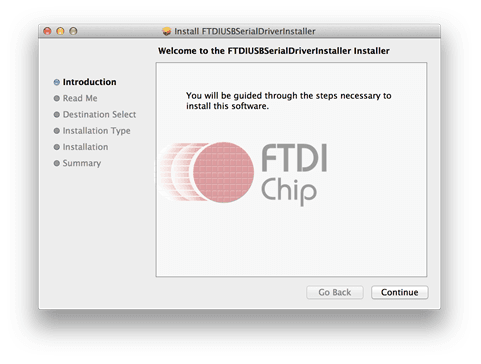 Install FTDIUSBSerialDriverInstaller
Welcome to the FTDIUSBSerialDriverInstaller Installer
Introduction
Read Me
Destination Select
Installation Type
Installation
Summary
You will be guided through the steps necessary to
install this software.
FTDI
Chip
Go Back
Continue